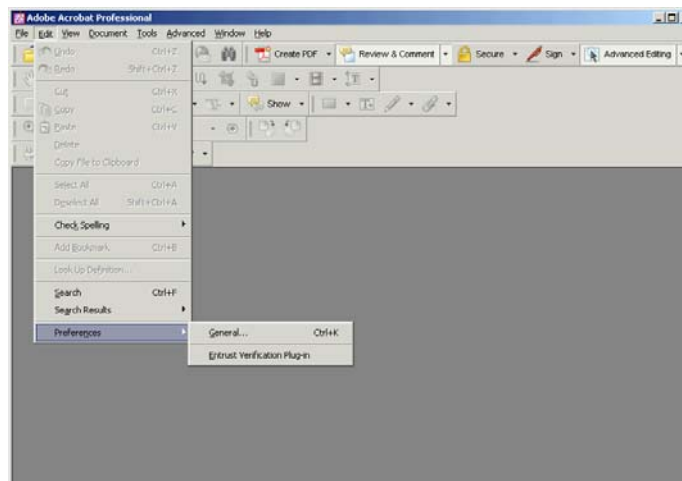 Adobe Acrobat Professional
File Edit View Document Tools Advanced Window Help
Create PDF Review & Comment Secure Sign Advanced Editing
Show
Undo Ctrl+Z
Redo Shift+Ctrl+Z
Cut Ctrl+X
Copy Ctrl+C
Paste Ctrl+V
Delete
Copy File to Clipboard
Select All Ctrl+A
Deselect All Shift+Ctrl+A
Check Spelling
Add Bookmark Ctrl+B
Look Up Definition...
Search Ctrl+F
Search Results
Preferences
General... Ctrl+K
Entrust Verification Plug-in